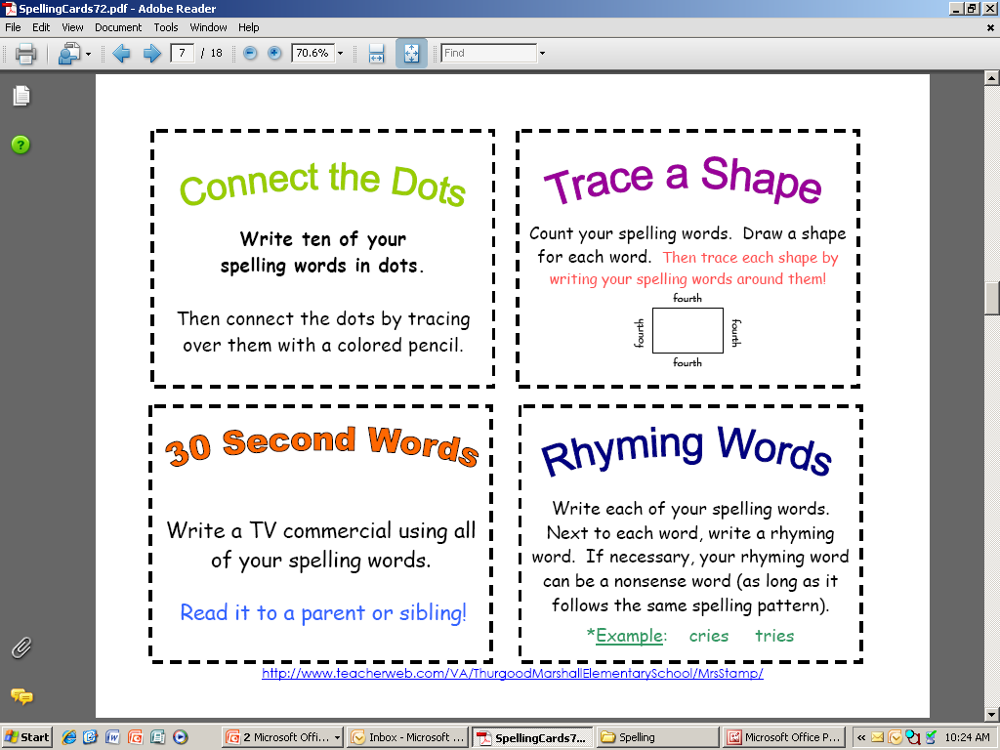 SpellingCards72.pdf - Adobe Reader
File Edit View Document Tools Window Help
7 / 18 70.6% Find
Connect the Dots
Write ten of your
spelling words in dots.
Then connect the dots by tracing
over them with a colored pencil.
Trace a Shape
Count your spelling words. Draw a shape
for each word. Then trace each shape by
writing your spelling words around them!
fourth
fourth
fourth
fourth
30 Second Words
Write a TV commercial using all
of your spelling words.
Read it to a parent or sibling!
Rhyming Words
Write each of your spelling words.
Next to each word, write a rhyming
word. If necessary, your rhyming word
can be a nonsense word (as long as it
follows the same spelling pattern).
*Example: cries tries
http://www.teacherweb.com/VA/ThurgoodMarshallElementarySchool/MrsStamp/
Start 2 Microsoft Offi... Inbox - Microsoft ... SpellingCards7... Spelling Microsoft Office P... 10:24 AM